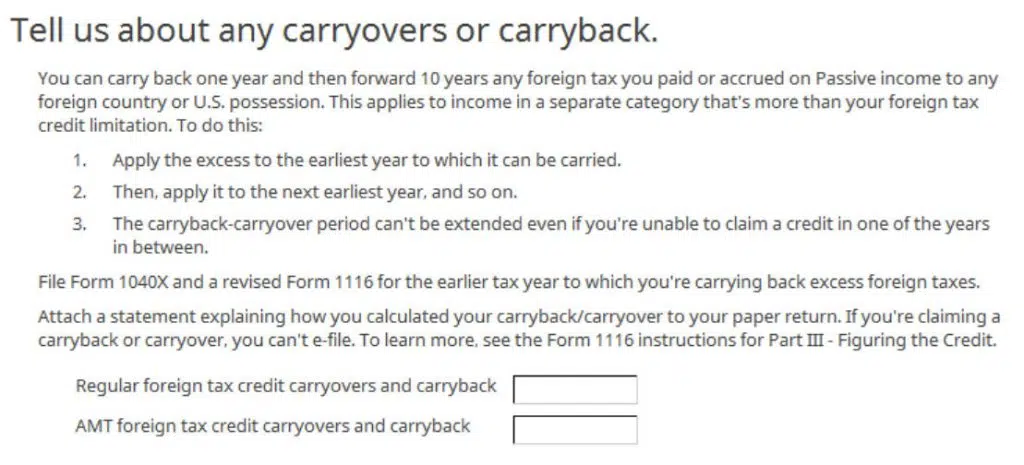 Tell us about any carryovers or carryback.
You can carry back one year and then forward 10 years any foreign tax you paid or accrued on Passive income to any
foreign country or U.S. possession. This applies to income in a separate category that's more than your foreign tax
credit limitation. To do this:
1. Apply the excess to the earliest year to which it can be carried.
2. Then, apply it to the next earliest year, and so on.
3. The carryback-carryover period can't be extended even if you're unable to claim a credit in one of the years
in between.
File Form 1040X and a revised Form 1116 for the earlier tax year to which you're carrying back excess foreign taxes.
Attach a statement explaining how you calculated your carryback/carryover to your paper return. If you're claiming a
carryback or carryover, you can't e-file. To learn more, see the Form 1116 instructions for Part III - Figuring the Credit.
Regular foreign tax credit carryovers and carryback
AMT foreign tax credit carryovers and carryback